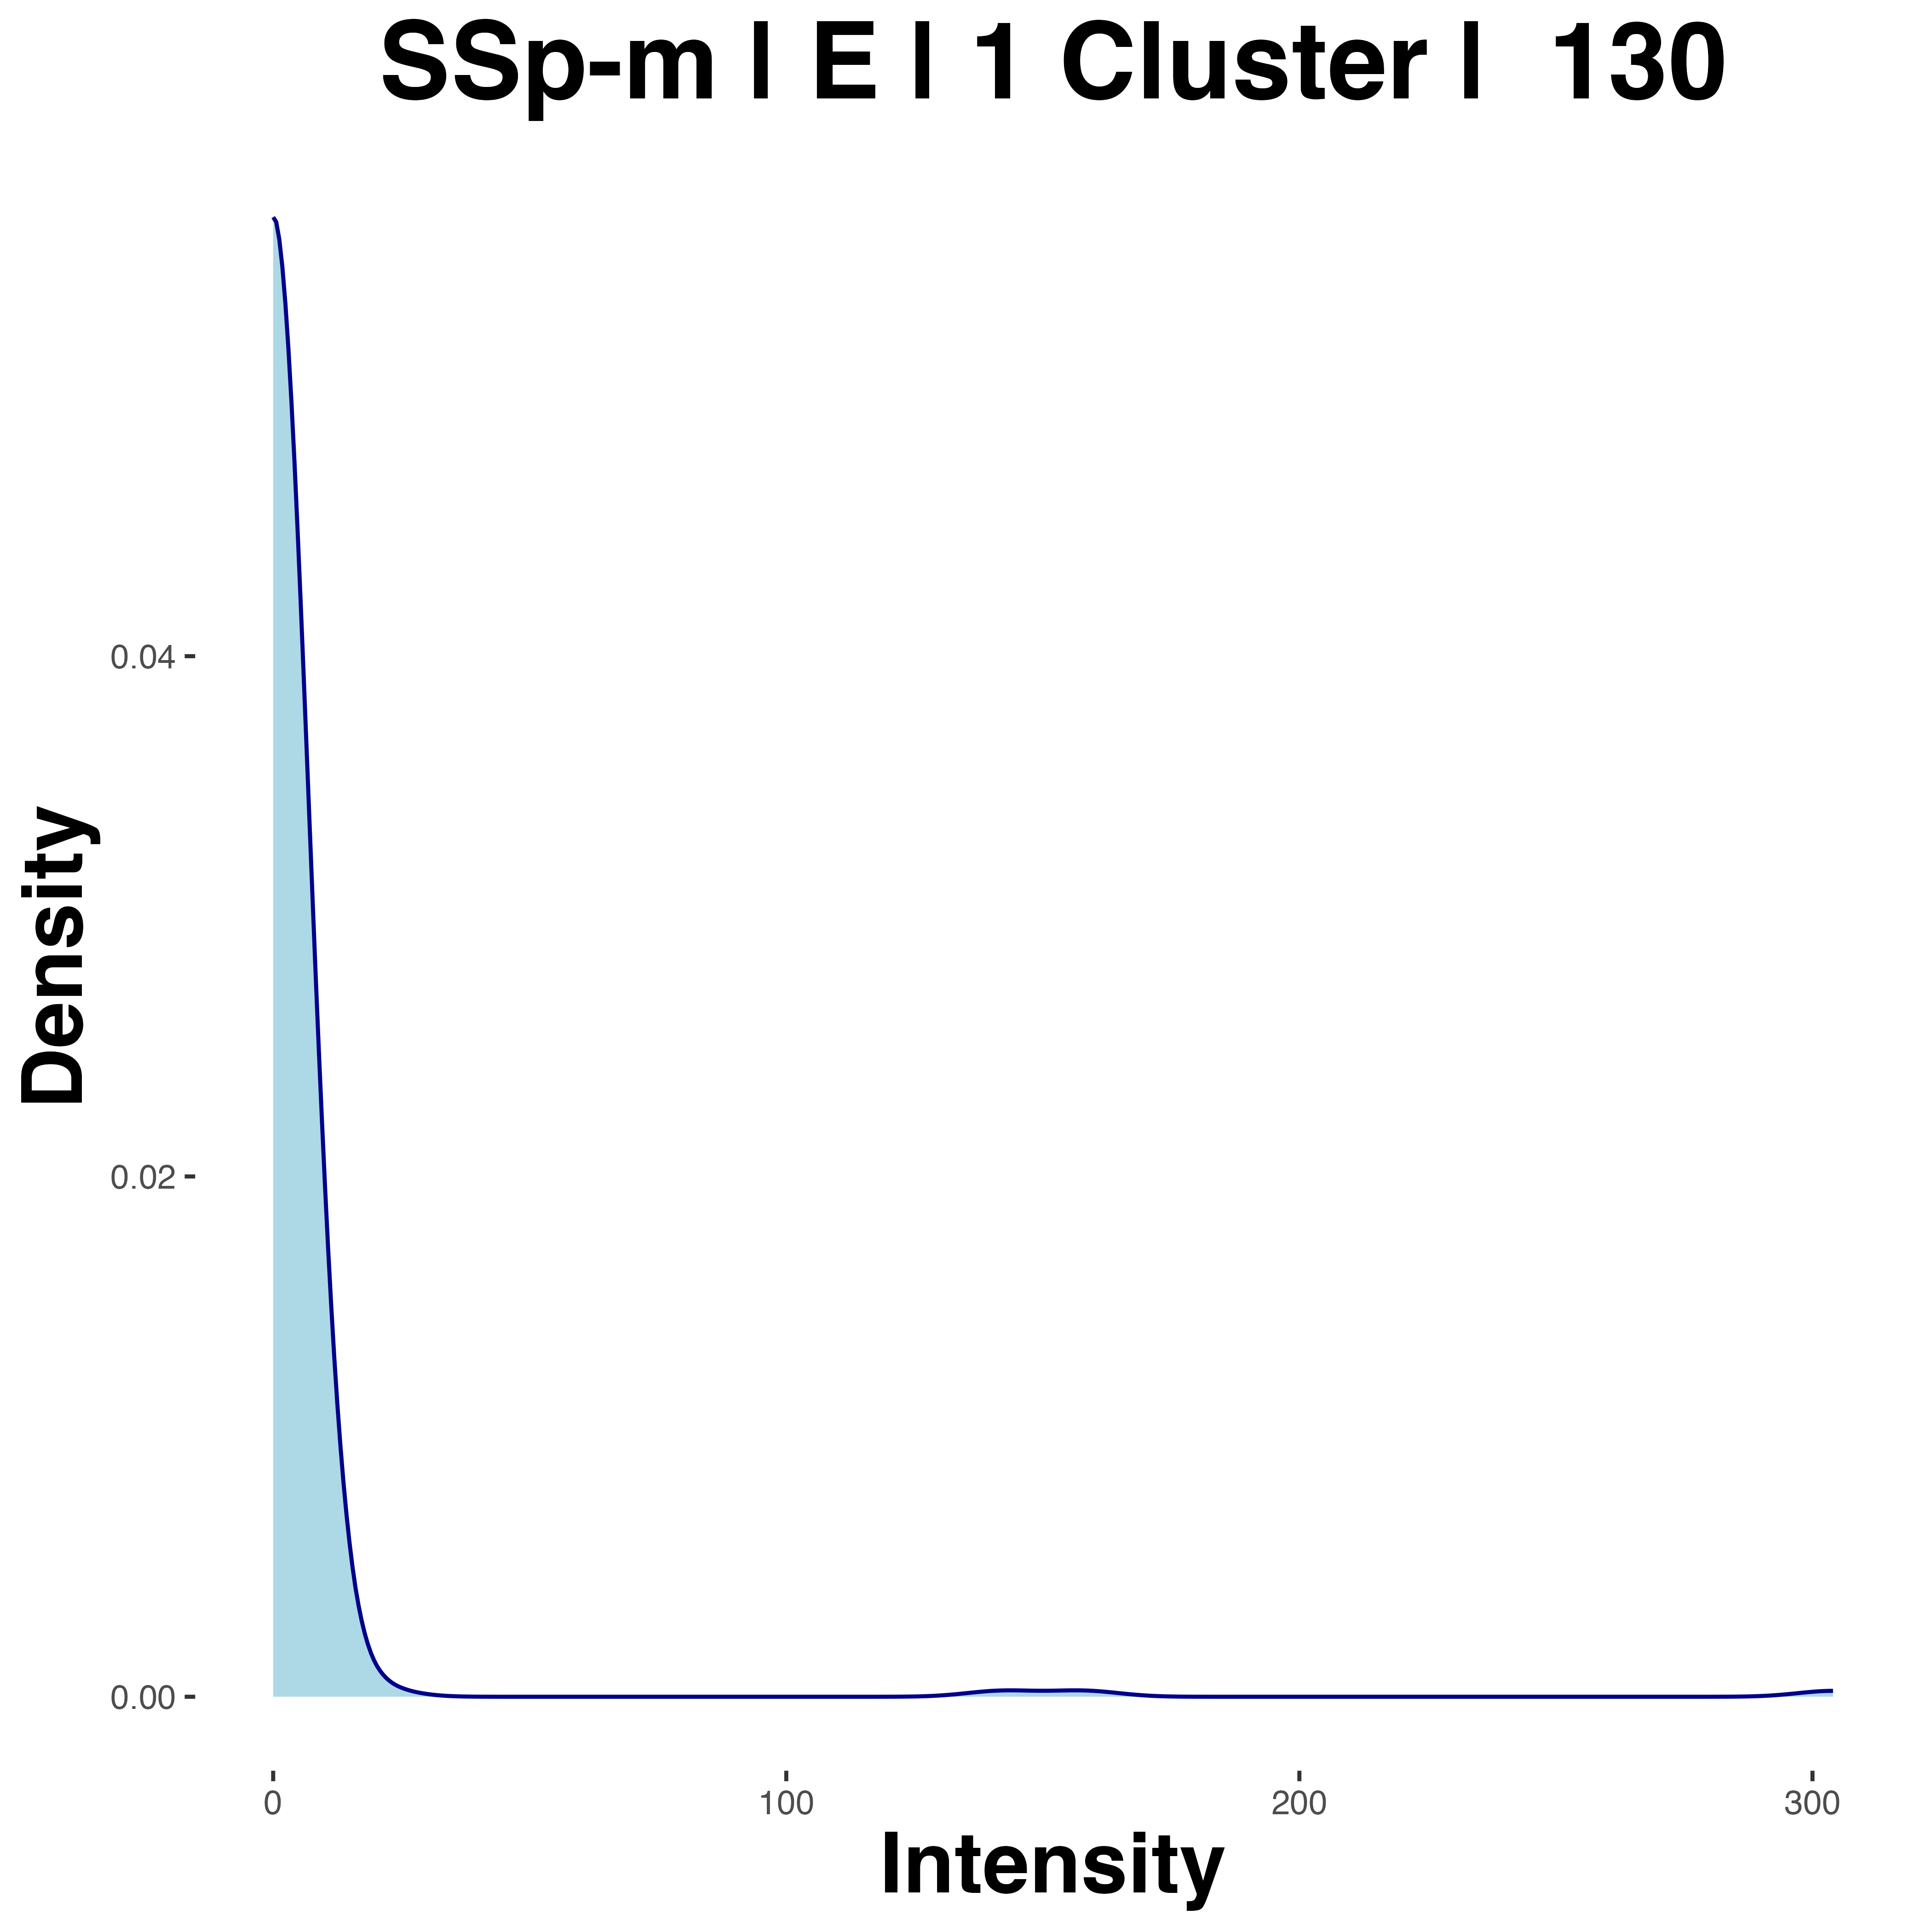 SSp-m | E | 1 Cluster |  130
Density
0.04
0.02
0.00
0 100 200 300
Intensity